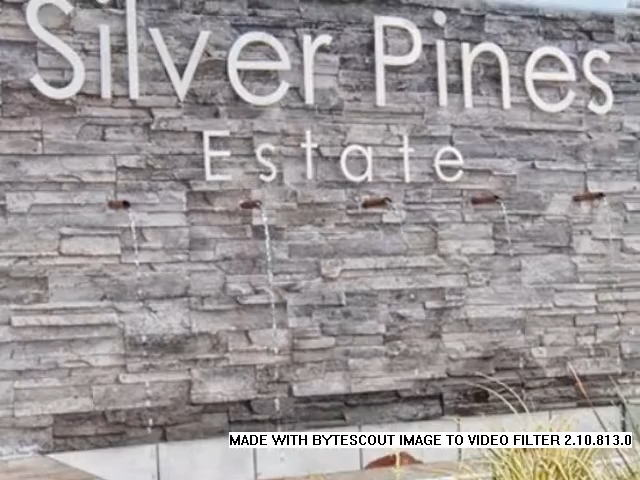 Silver Pines
Estate
MADE WITH BYTESCOUT IMAGE TO VIDEO FILTER 2.10.813.0